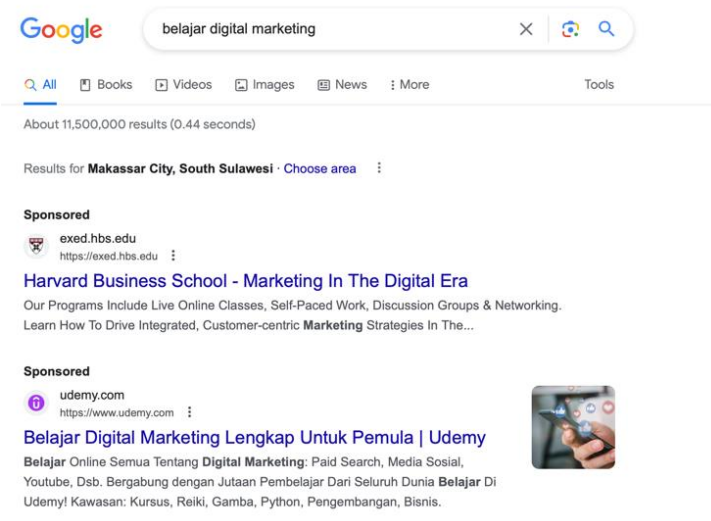 Google
belajar digital marketing
All Books Videos Images News More Tools
About 11,500,000 results (0.44 seconds)
Results for Makassar City, South Sulawesi · Choose area
Sponsored
exed.hbs.edu
https://exed.hbs.edu
Harvard Business School - Marketing In The Digital Era
Our Programs Include Live Online Classes, Self-Paced Work, Discussion Groups & Networking.
Learn How To Drive Integrated, Customer-centric Marketing Strategies In The...
Sponsored
udemy.com
https://www.udemy.com
Belajar Digital Marketing Lengkap Untuk Pemula | Udemy
Belajar Online Semua Tentang Digital Marketing: Paid Search, Media Sosial,
Youtube, Dsb. Bergabung dengan Jutaan Pembelajar Dari Seluruh Dunia Belajar Di
Udemy! Kawasan: Kursus, Reiki, Gamba, Python, Pengembangan, Bisnis.